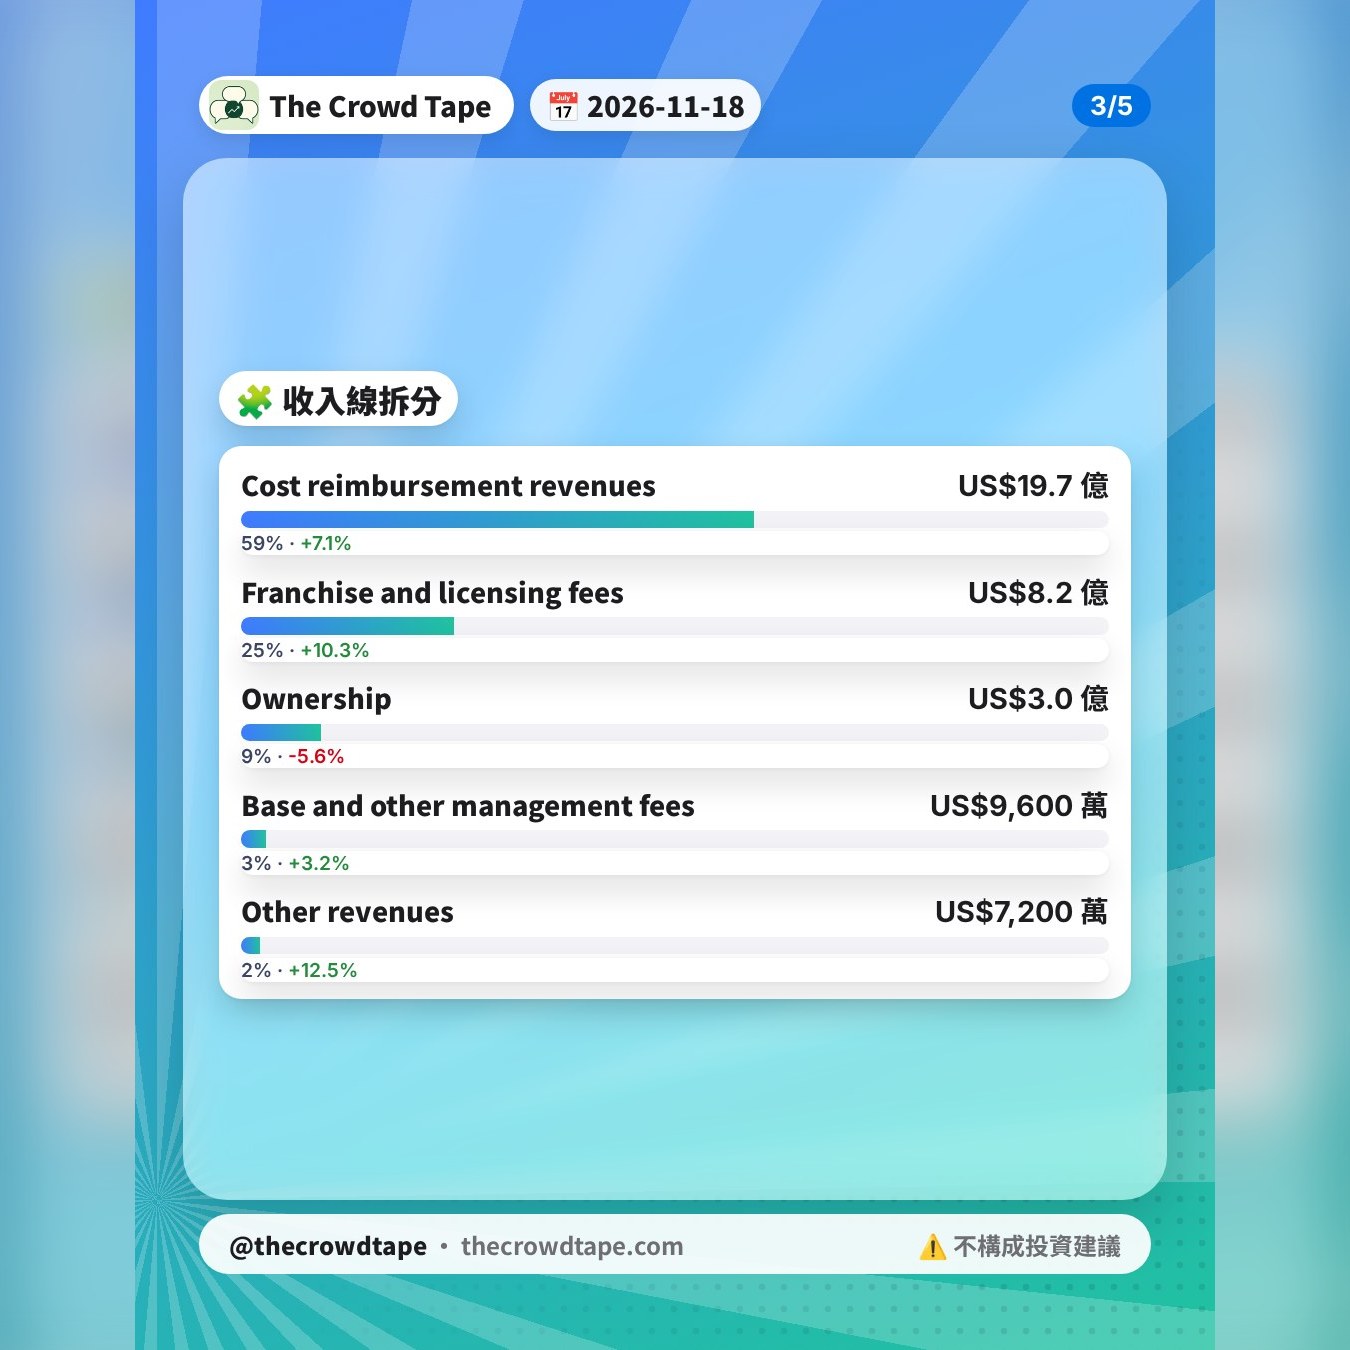 The Crowd Tape
2026-11-18
3/5
收入線拆分
Cost reimbursement revenues US$19.7 億
59% · +7.1%
Franchise and licensing fees US$8.2 億
25% · +10.3%
Ownership US$3.0 億
9% · -5.6%
Base and other management fees US$9,600 萬
3% · +3.2%
Other revenues US$7,200 萬
2% · +12.5%
@thecrowdtape • thecrowdtape.com
⚠️ 不構成投資建議